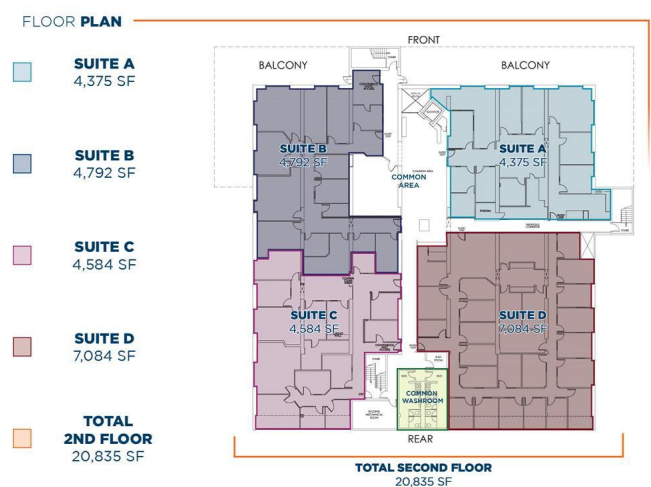 FLOOR PLAN
SUITE A
4,375 SF
SUITE B
4,792 SF
SUITE C
4,584 SF
SUITE D
7,084 SF
TOTAL
2ND FLOOR
20,835 SF
FRONT
BALCONY
BALCONY
SUITE B
4,792 SF
SUITE A
4,375 SF
COMMON AREA
COMMON
AREA
SUITE C
4,584 SF
SUITE D
7,084 SF
COMMON
WASHROOM
REAR
TOTAL SECOND FLOOR
20,835 SF